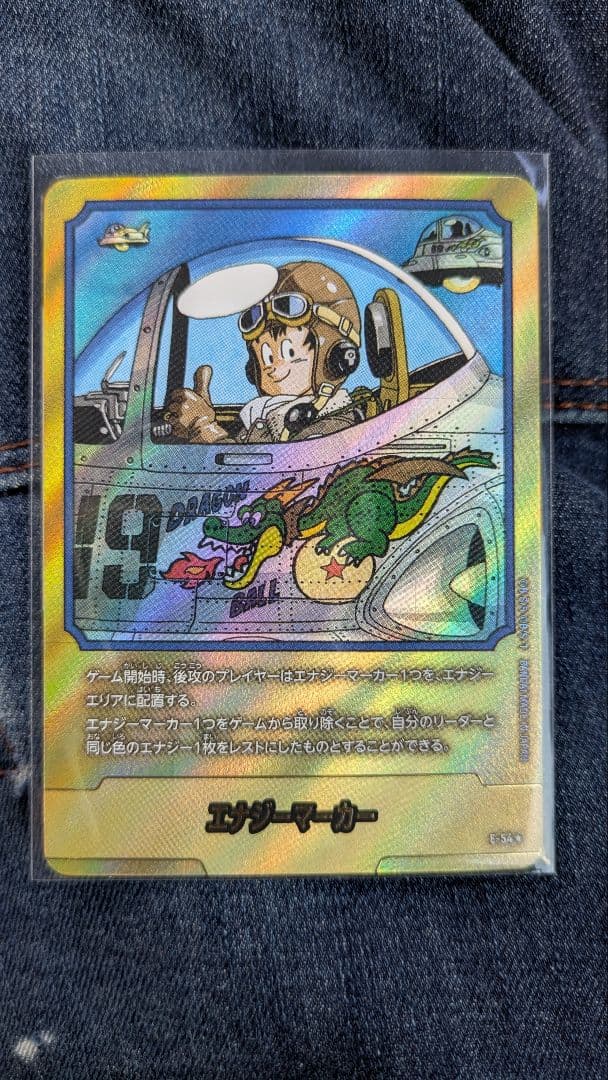 19
DRAGON
BALL
ゲーム開始時、後攻のプレイヤーはエナジーマーカー1つを、エナジー
エリアに配置する。
エナジーマーカー1つをゲームから取り除くことで、自分のリーダーと
同じ色のエナジー1枚をレストにしたものとすることができる。
エナジーマーカー
E-54